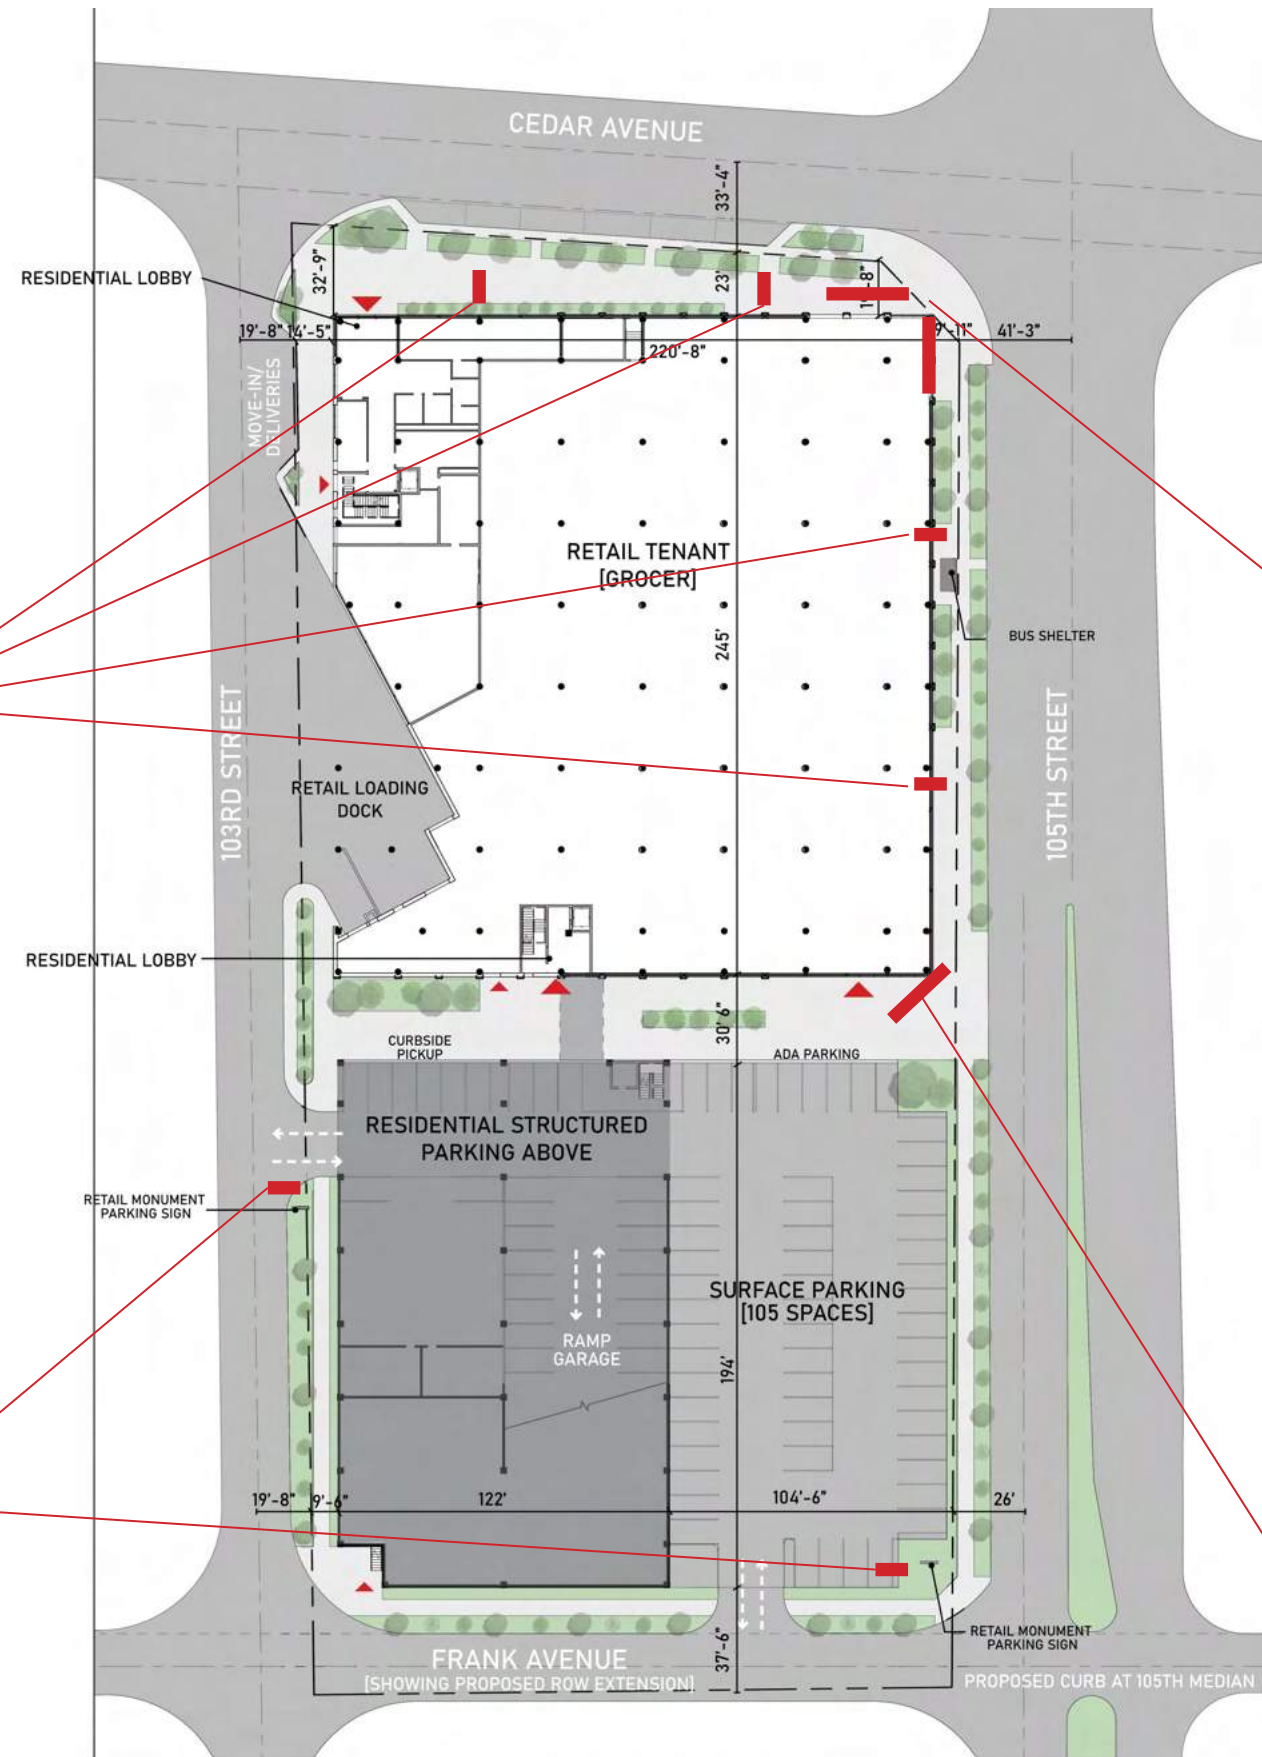 CEDAR AVENUE
33'-4"
RESIDENTIAL LOBBY
32'-9"
23'
19'-8"
14'-5"
220'-8"
9'-11"
41'-3"
MOVE-IN/
DELIVERIES
RETAIL TENANT
[GROCER]
BUS SHELTER
245'
103RD STREET
105TH STREET
RETAIL LOADING
DOCK
RESIDENTIAL LOBBY
30'6"
CURBSIDE
PICKUP
ADA PARKING
RESIDENTIAL STRUCTURED
PARKING ABOVE
RETAIL MONUMENT
PARKING SIGN
SURFACE PARKING
[105 SPACES]
RAMP
GARAGE
194'
19'-8"
9'-6"
122'
104'-6"
26'
RETAIL MONUMENT
PARKING SIGN
FRANK AVENUE
[SHOWING PROPOSED ROW EXTENSION]
37'-6"
PROPOSED CURB AT 105TH MEDIAN